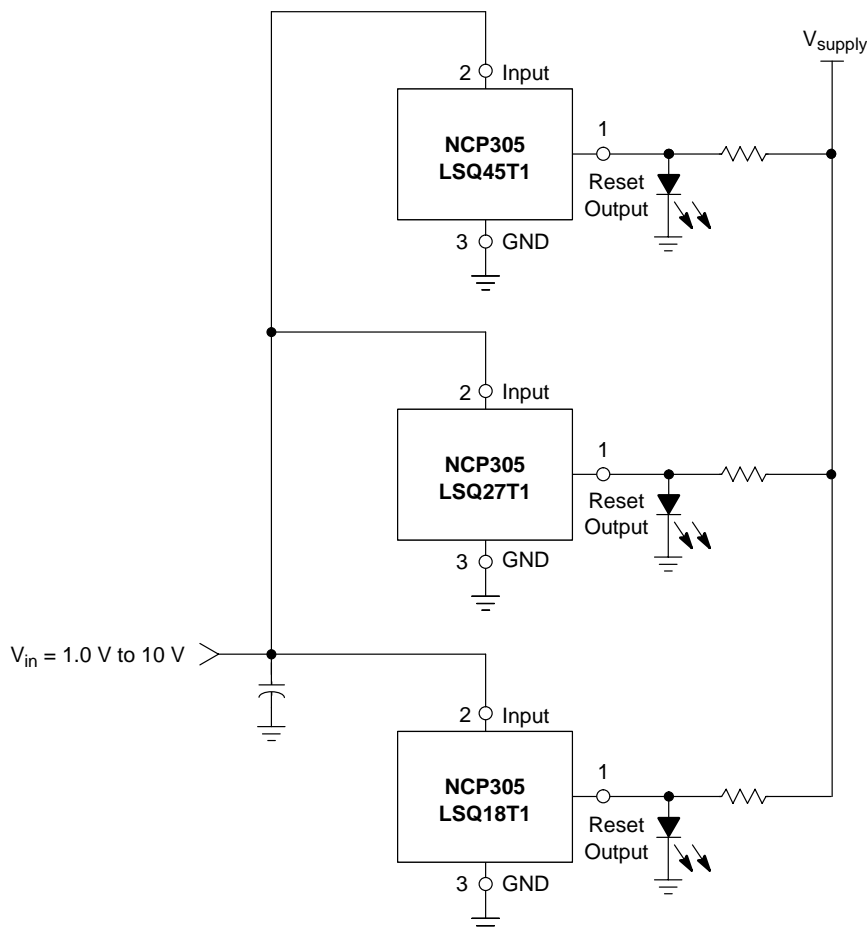 V_supply
2 Input
NCP305
LSQ45T1
1
Reset
Output
3 GND
2 Input
NCP305
LSQ27T1
1
Reset
Output
3 GND
V_in = 1.0 V to 10 V
2 Input
NCP305
LSQ18T1
1
Reset
Output
3 GND